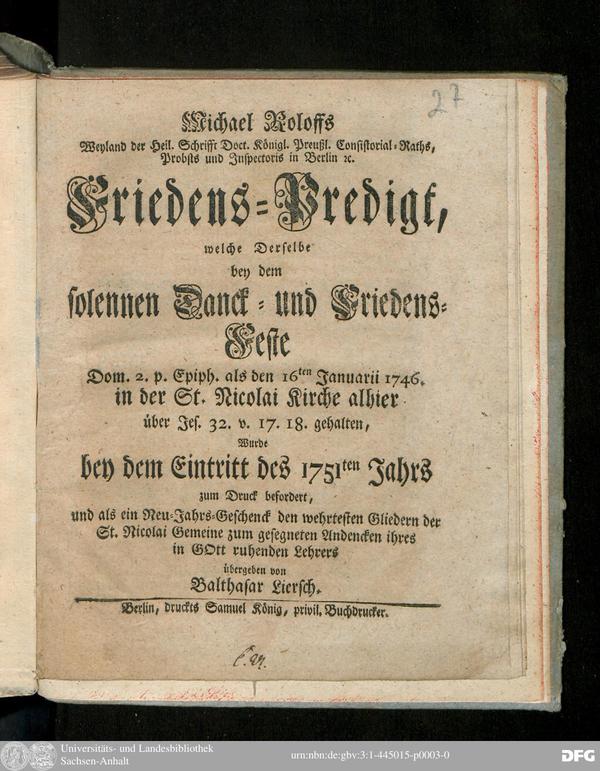 27
Michael Roloffs
Weyland der Heil. Schrifft Doct. Königl. Preußl. Consistorial-Raths,
Probsts und Inspectoris in Berlin ꝛc.
Friedens-Predigt,
welche Derselbe
bey dem
solennen Danck- und Friedens-
Feste
Dom. 2. p. Epiph. als den 16ten Januarii 1746.
in der St. Nicolai Kirche alhier
über Jes. 32. v. 17. 18. gehalten,
Wurde
bey dem Eintritt des 1751ten Jahrs
zum Druck befordert,
und als ein Neu-Jahrs-Geschenck den wehrtesten Gliedern der
St. Nicolai Gemeine zum gesegneten Andencken ihres
in GOtt ruhenden Lehrers
übergeben von
Balthasar Liersch.
Berlin, druckts Samuel König, privil. Buchdrucker.
Universitäts- und Landesbibliothek
Sachsen-Anhalt
urn:nbn:de:gbv:3:1-445015-p0003-0
DFG